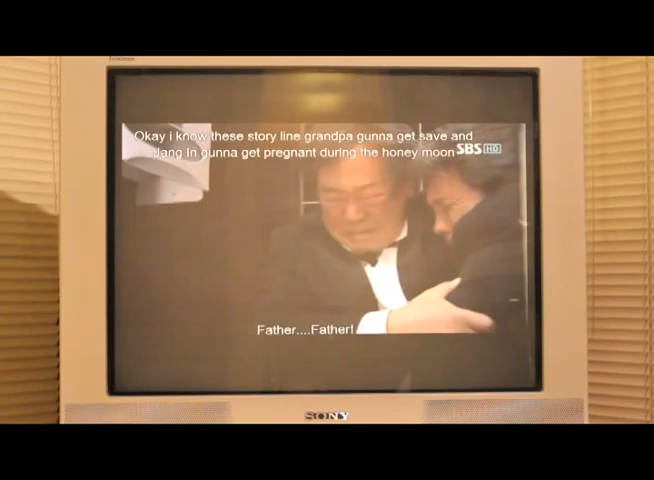 Okay i know these story line grandpa gunna get save and
Jang In gunna get pregnant during the honey moon
SBS HD
Father....Father!
SONY